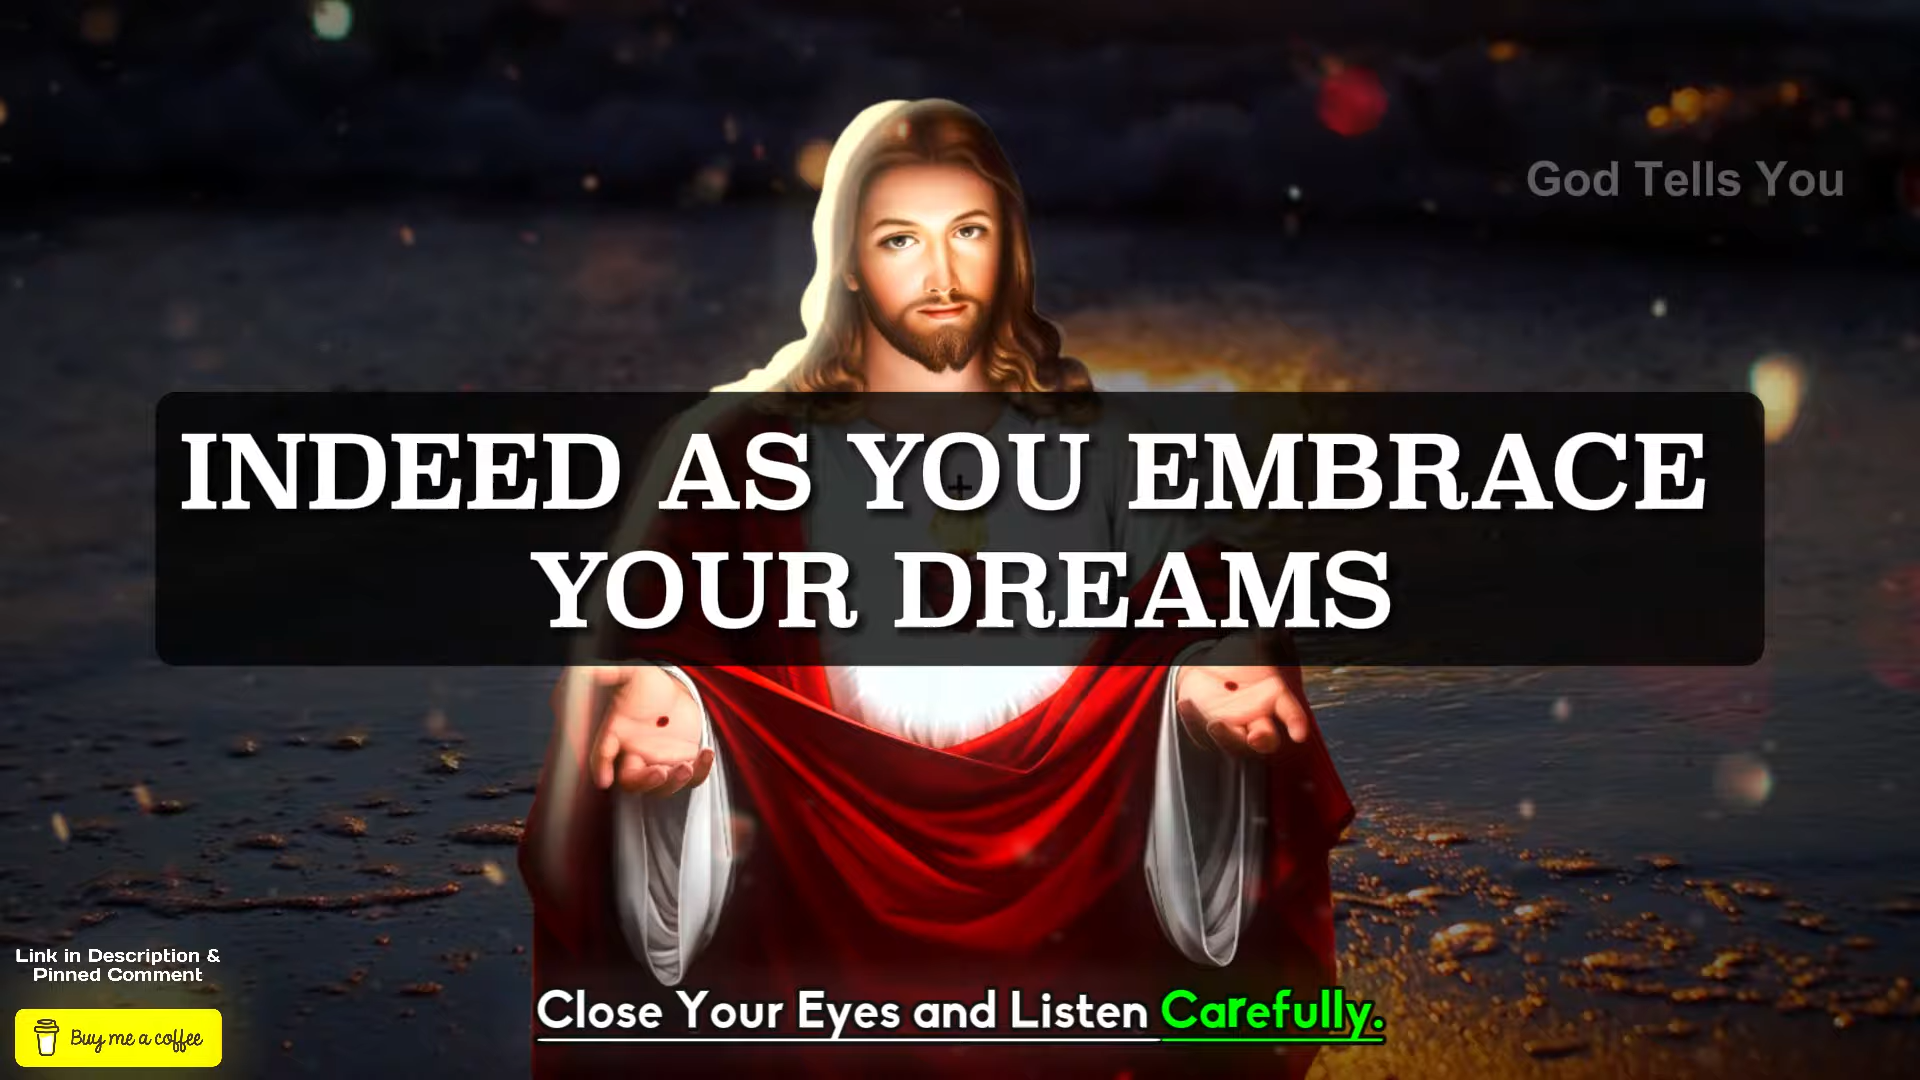 God Tells You
INDEED AS YOU EMBRACE
YOUR DREAMS
Link in Description &
Pinned Comment
Buy me a coffee
Close Your Eyes and Listen Carefully.